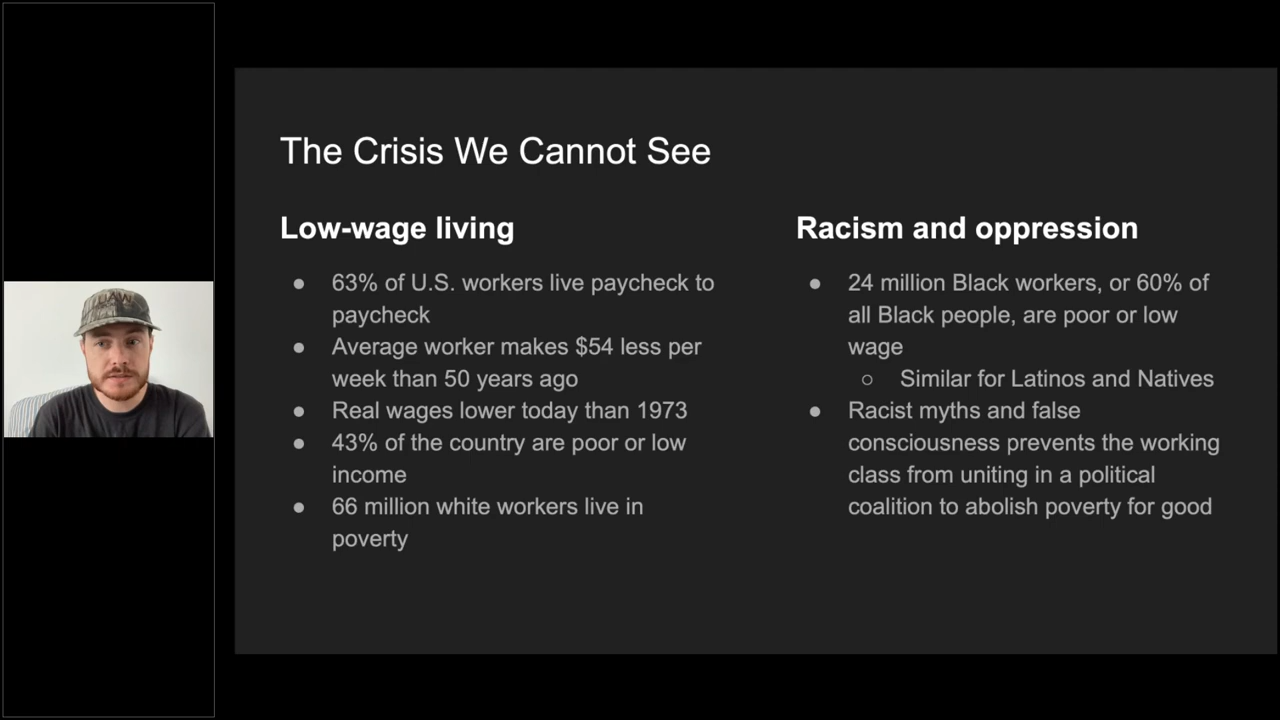 The Crisis We Cannot See
Low-wage living
● 63% of U.S. workers live paycheck to
paycheck
● Average worker makes $54 less per
week than 50 years ago
● Real wages lower today than 1973
● 43% of the country are poor or low
income
● 66 million white workers live in
poverty
Racism and oppression
● 24 million Black workers, or 60% of
all Black people, are poor or low
wage
○ Similar for Latinos and Natives
● Racist myths and false
consciousness prevents the working
class from uniting in a political
coalition to abolish poverty for good